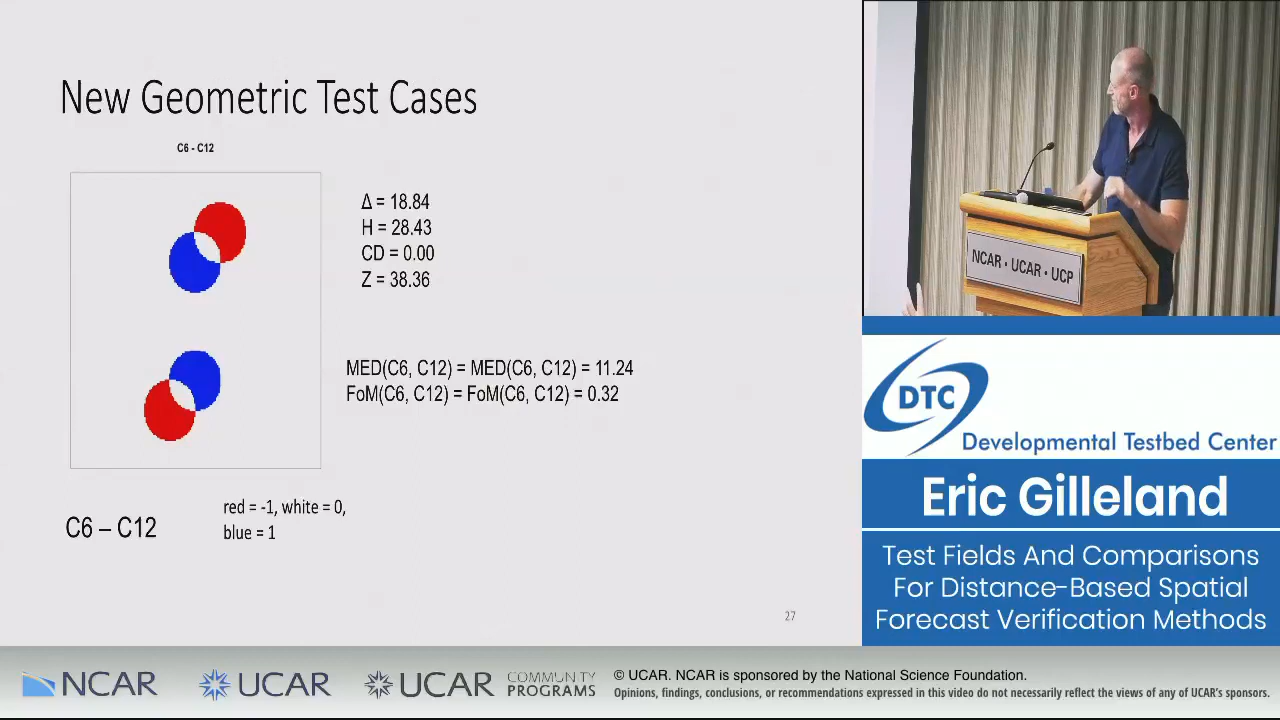 New Geometric Test Cases
C6 - C12
Δ = 18.84
H = 28.43
CD = 0.00
Z = 38.36
MED(C6, C12) = MED(C6, C12) = 11.24
FoM(C6, C12) = FoM(C6, C12) = 0.32
C6 – C12
red = -1, white = 0,
blue = 1
27
NCAR • UCAR • UCP
DTC
Developmental Testbed Center
Eric Gilleland
Test Fields And Comparisons
For Distance-Based Spatial
Forecast Verification Methods
NCAR
UCAR
UCAR
COMMUNITY
PROGRAMS
© UCAR. NCAR is sponsored by the National Science Foundation.
Opinions, findings, conclusions, or recommendations expressed in this video do not necessarily reflect the views of any of UCAR's sponsors.